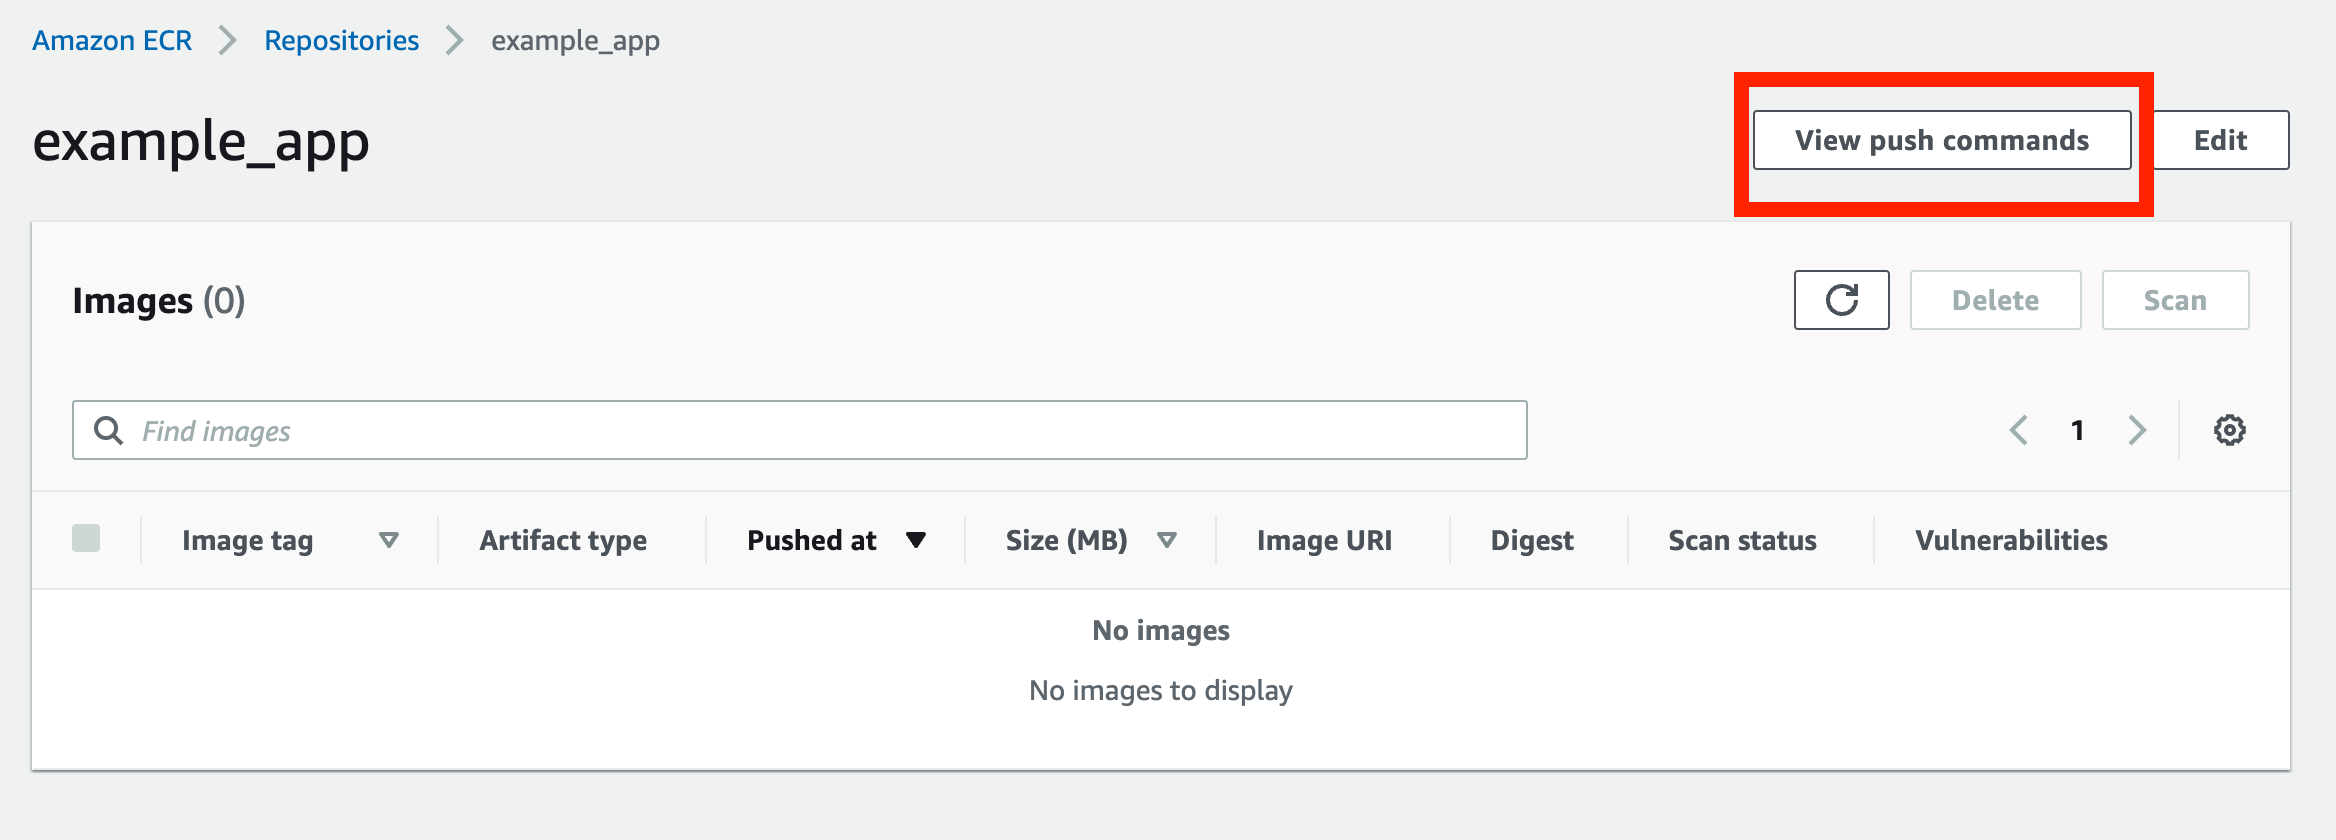 Amazon ECR > Repositories > example_app
example_app
View push commands
Edit
Images (0)
Delete
Scan
Find images
1
Image tag
Artifact type
Pushed at
Size (MB)
Image URI
Digest
Scan status
Vulnerabilities
No images
No images to display